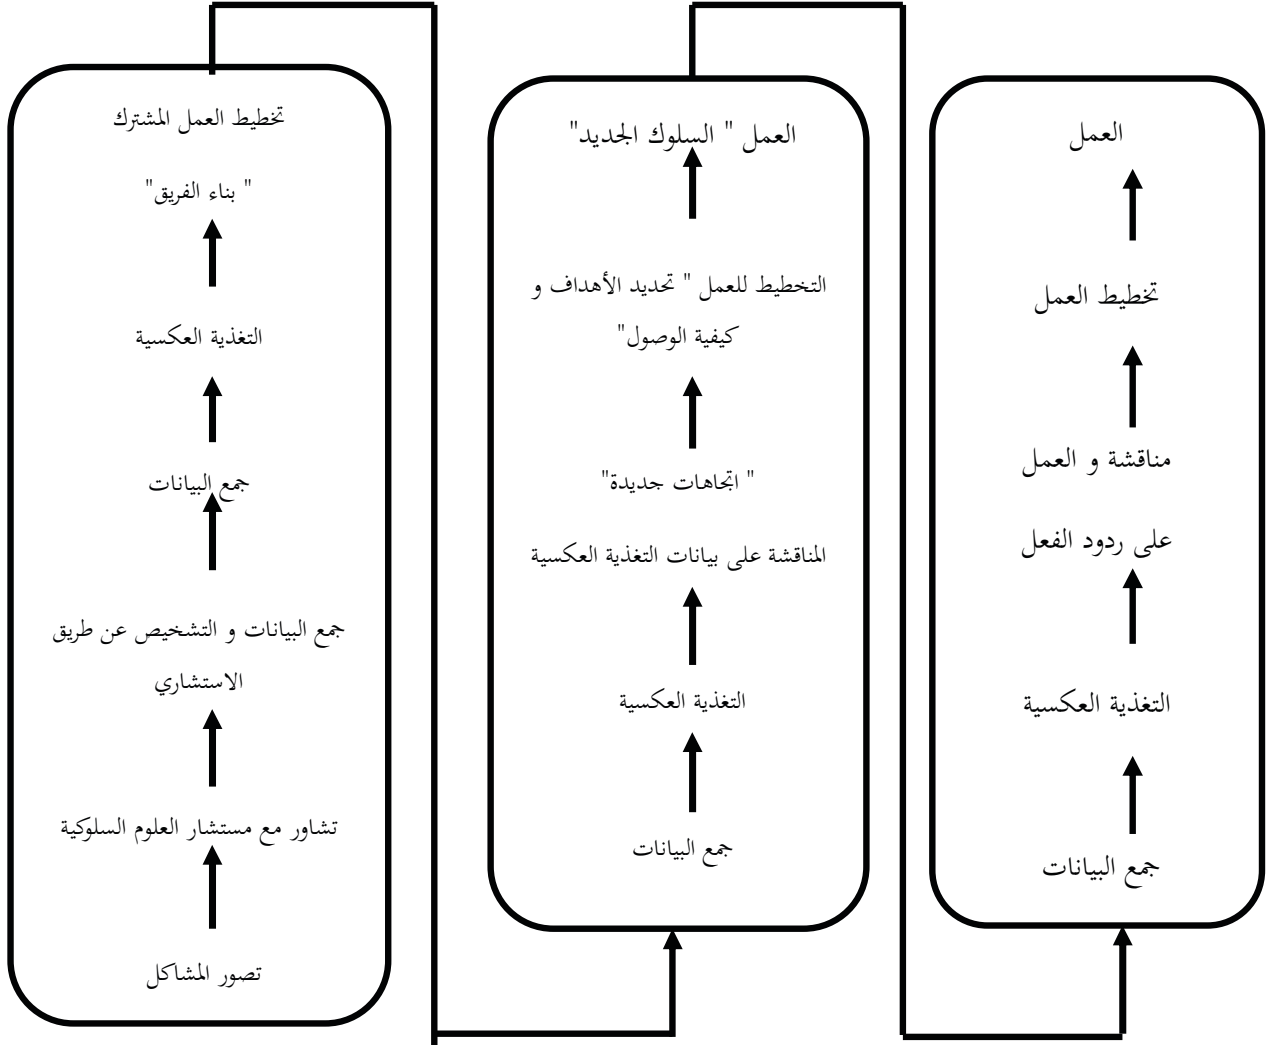 تخطيط العمل المشترك
" بناء الفريق"
التغذية العكسية
جمع البيانات
جمع البيانات و التشخيص عن طريق
الاستشاري
تشاور مع مستشار العلوم السلوكية
تصور المشاكل
العمل " السلوك الجديد"
التخطيط للعمل " تحديد الأهداف و
كيفية الوصول"
" اتجاهات جديدة"
المناقشة على بيانات التغذية العكسية
التغذية العكسية
جمع البيانات
العمل
تخطيط العمل
مناقشة و العمل
على ردود الفعل
التغذية العكسية
جمع البيانات